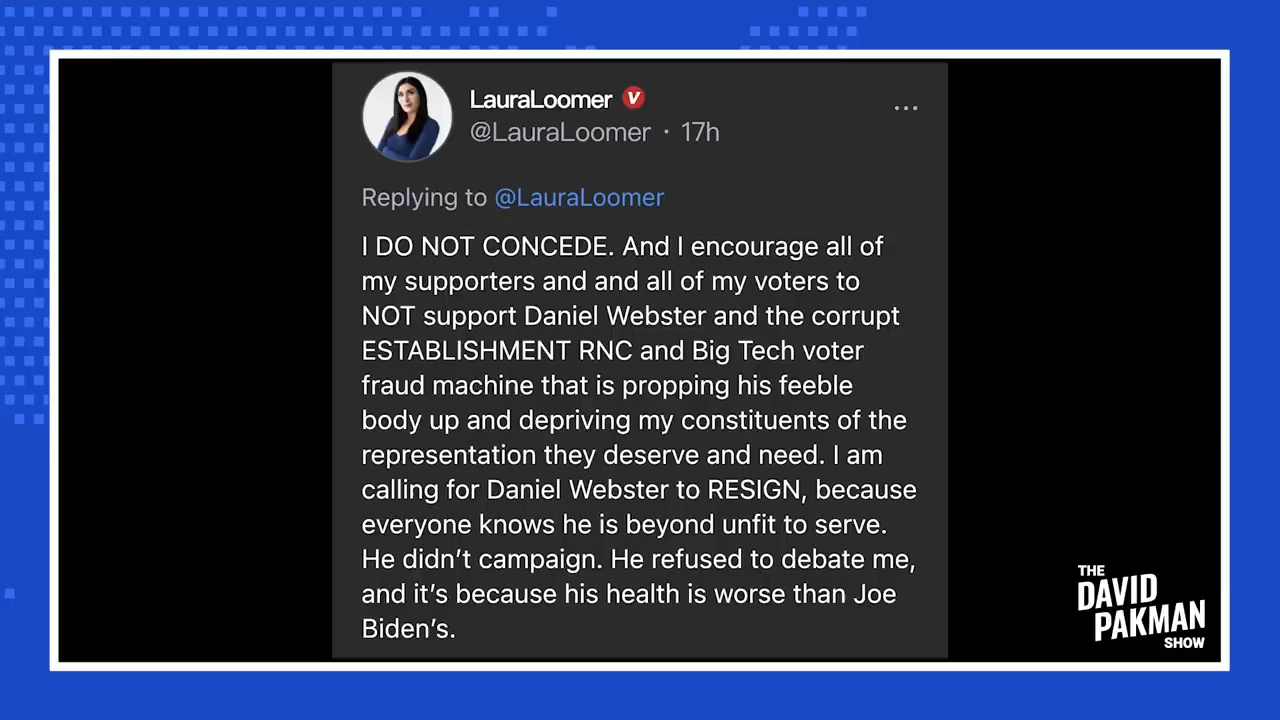 LauraLoomer V
@LauraLoomer · 17h
...
Replying to @LauraLoomer
I DO NOT CONCEDE. And I encourage all of
my supporters and and all of my voters to
NOT support Daniel Webster and the corrupt
ESTABLISHMENT RNC and Big Tech voter
fraud machine that is propping his feeble
body up and depriving my constituents of the
representation they deserve and need. I am
calling for Daniel Webster to RESIGN, because
everyone knows he is beyond unfit to serve.
He didn’t campaign. He refused to debate me,
and it’s because his health is worse than Joe
Biden’s.
THE
DAVID
PAKMAN
SHOW